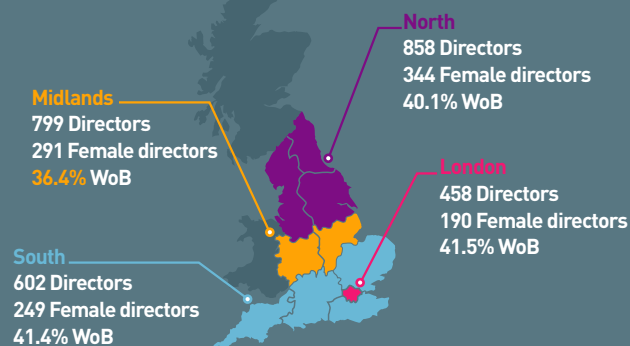 North
858 Directors
344 Female directors
40.1% WoB
Midlands
799 Directors
291 Female directors
36.4% WoB
London
458 Directors
190 Female directors
41.5% WoB
South
602 Directors
249 Female directors
41.4% WoB